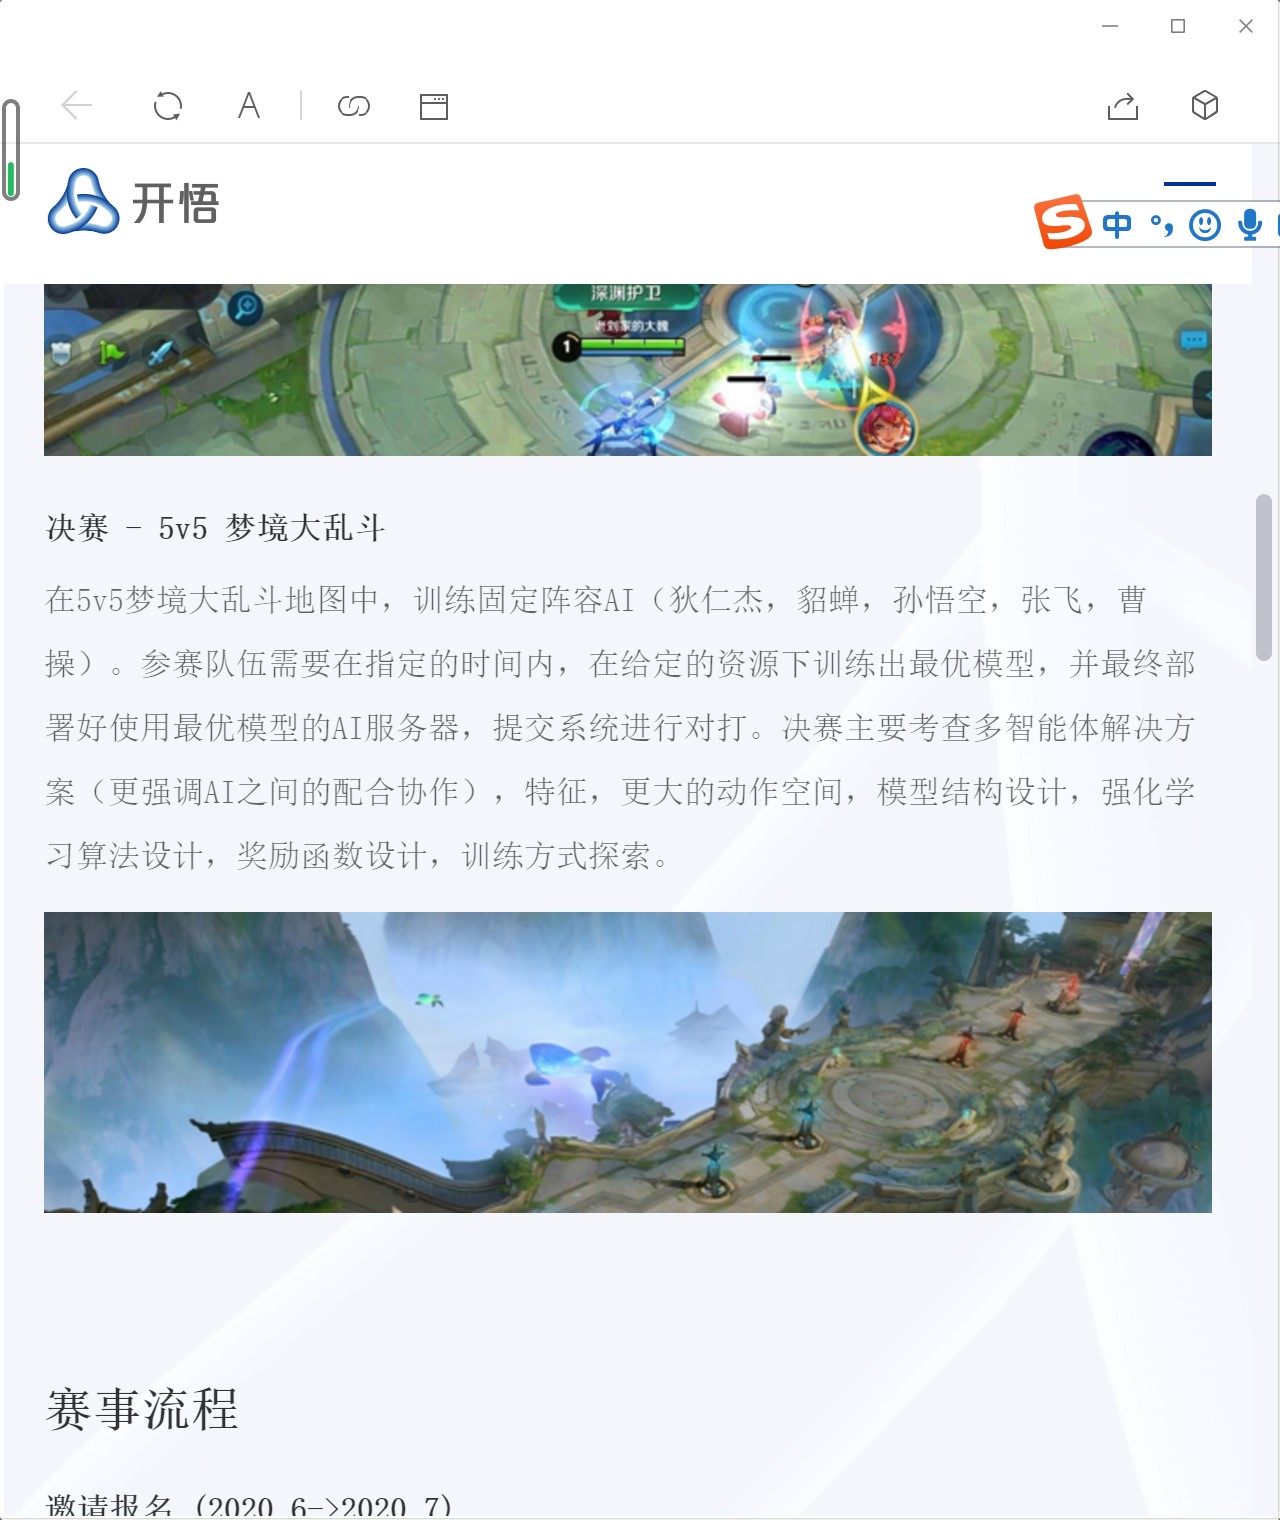 开悟
中
深渊护卫
老刘家的大魏
1
137
决赛 - 5v5 梦境大乱斗
在5v5梦境大乱斗地图中，训练固定阵容AI（狄仁杰，貂蝉，孙悟空，张飞，曹
操）。参赛队伍需要在指定的时间内，在给定的资源下训练出最优模型，并最终部
署好使用最优模型的AI服务器，提交系统进行对打。决赛主要考查多智能体解决方
案（更强调AI之间的配合协作），特征，更大的动作空间，模型结构设计，强化学
习算法设计，奖励函数设计，训练方式探索。
赛事流程
邀请报名 (2020 6->2020 7)